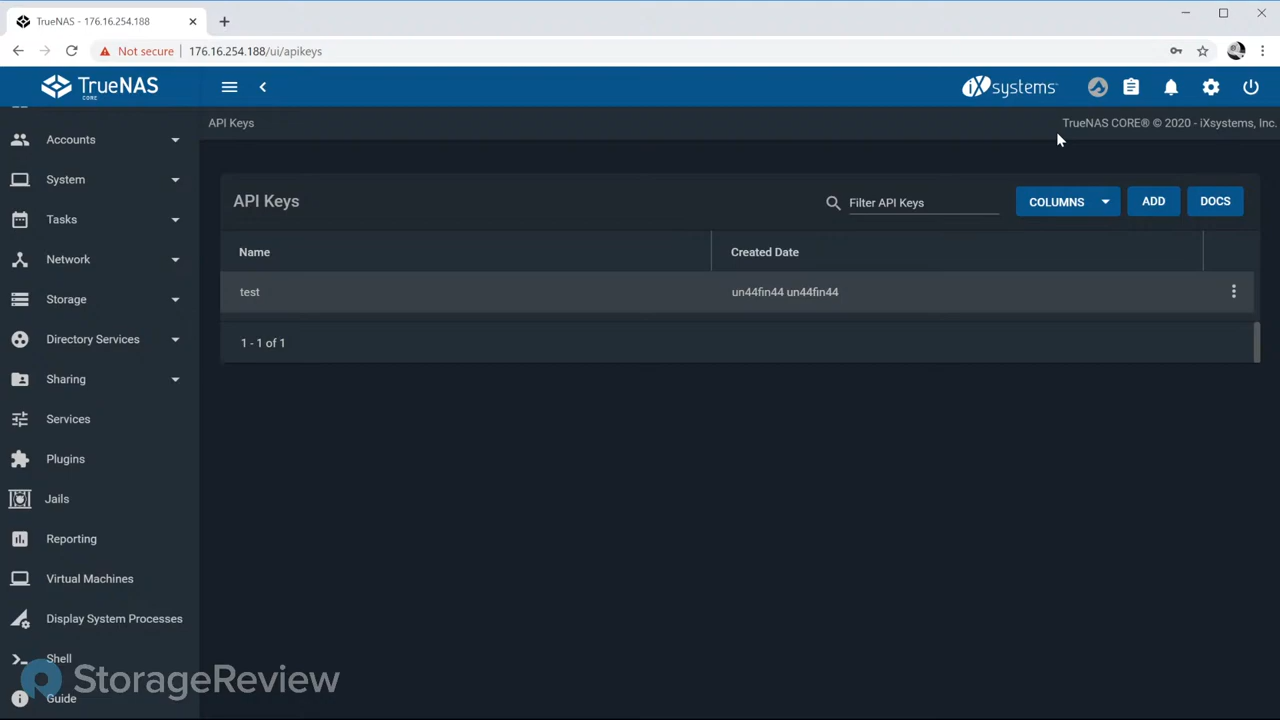 TrueNAS - 176.16.254.188
Not secure
176.16.254.188/ui/apikeys
TrueNAS
CORE
iXsystems
API Keys
TrueNAS CORE® © 2020 - iXsystems, Inc.
Accounts
System
Tasks
Network
Storage
Directory Services
Sharing
Services
Plugins
Jails
Reporting
Virtual Machines
Display System Processes
Shell
Guide
API Keys
Filter API Keys
COLUMNS
ADD
DOCS
Name
Created Date
test
un44fin44 un44fin44
1 - 1 of 1
StorageReview